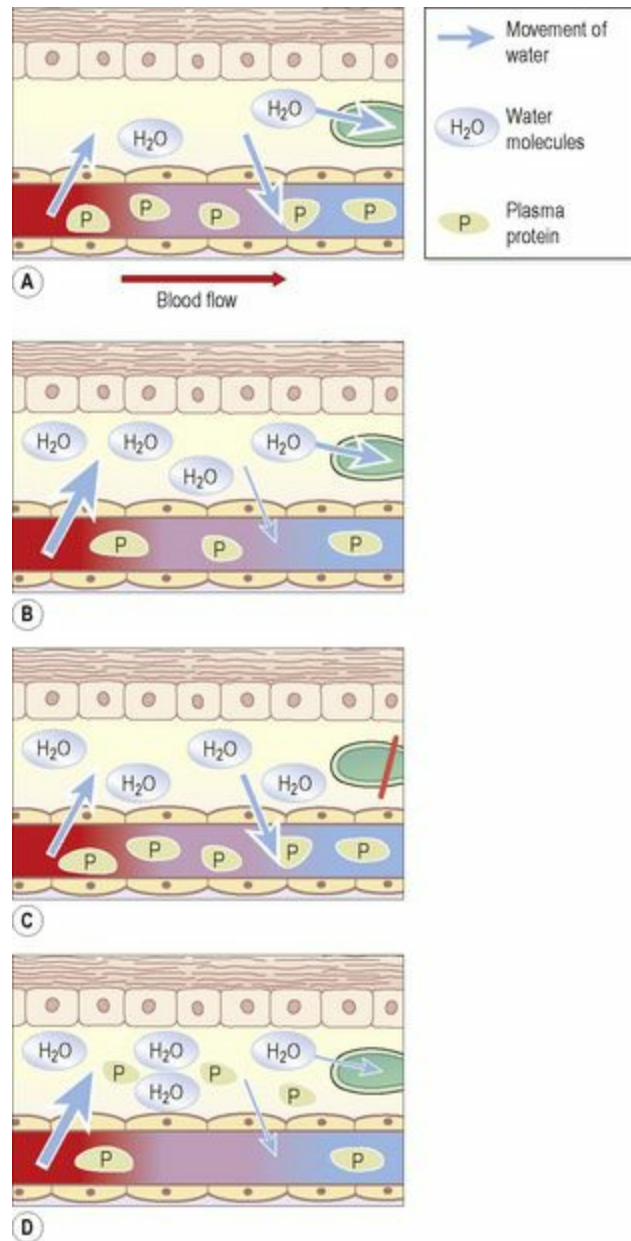 H₂O
H₂O
P P P P P
A
Blood flow
Movement of
water
H₂O
Water
molecules
P
Plasma
protein
H₂O H₂O H₂O
H₂O
P P P
B
H₂O H₂O
H₂O H₂O
P P P P P
C
H₂O H₂O H₂O
P P
H₂O
P
P P
D